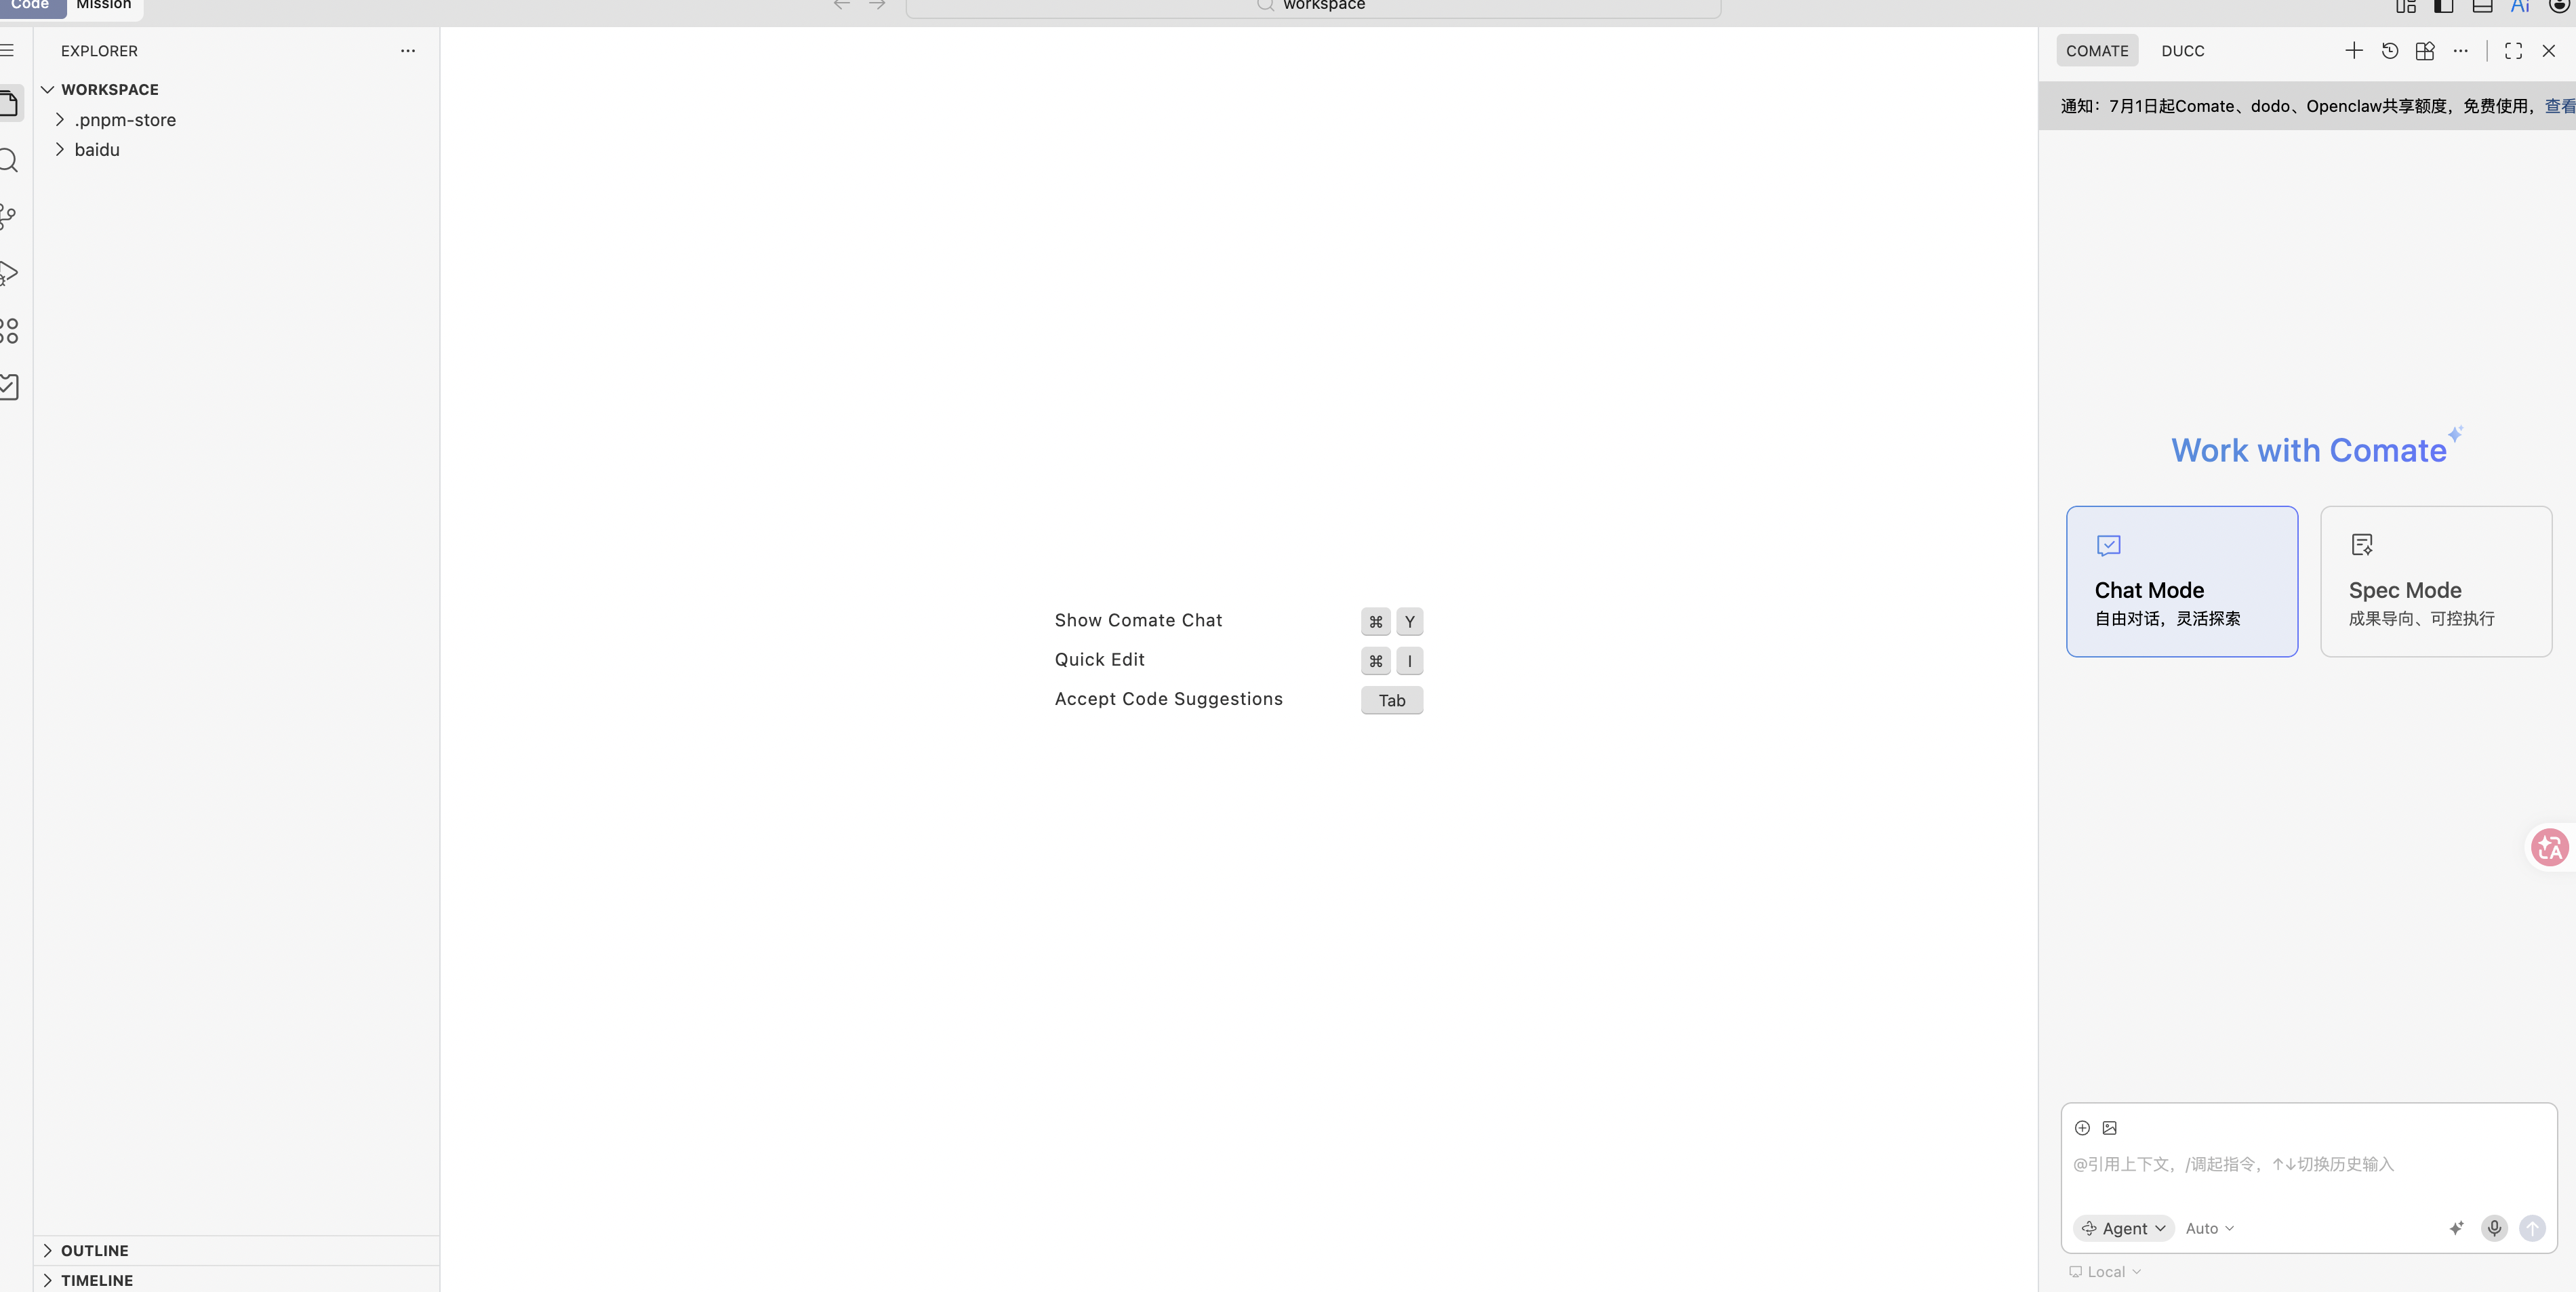 Code Mission
workspace
Ai
EXPLORER
WORKSPACE
.pnpm-store
baidu
OUTLINE
TIMELINE
Show Comate Chat ⌘ Y
Quick Edit ⌘ I
Accept Code Suggestions Tab
COMATE DUCC
通知：7月1日起Comate、dodo、Openclaw共享额度，免费使用，查看
Work with Comate
Chat Mode
自由对话，灵活探索
Spec Mode
成果导向、可控执行
@引用上下文，/调起指令，↑↓切换历史输入
Agent Auto
Local